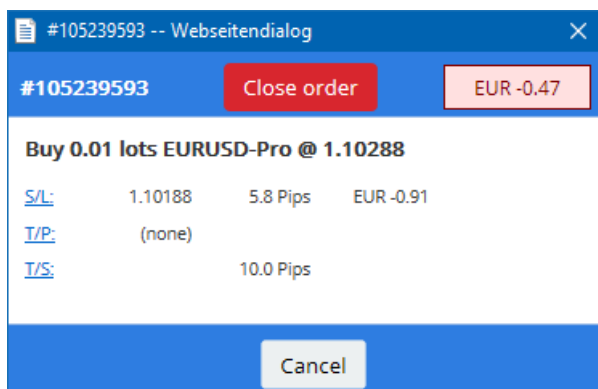 #105239593 -- Webseitendialog
#105239593 Close order EUR -0.47
Buy 0.01 lots EURUSD-Pro @ 1.10288
S/L: 1.10188 5.8 Pips EUR -0.91
T/P: (none)
T/S: 10.0 Pips
Cancel